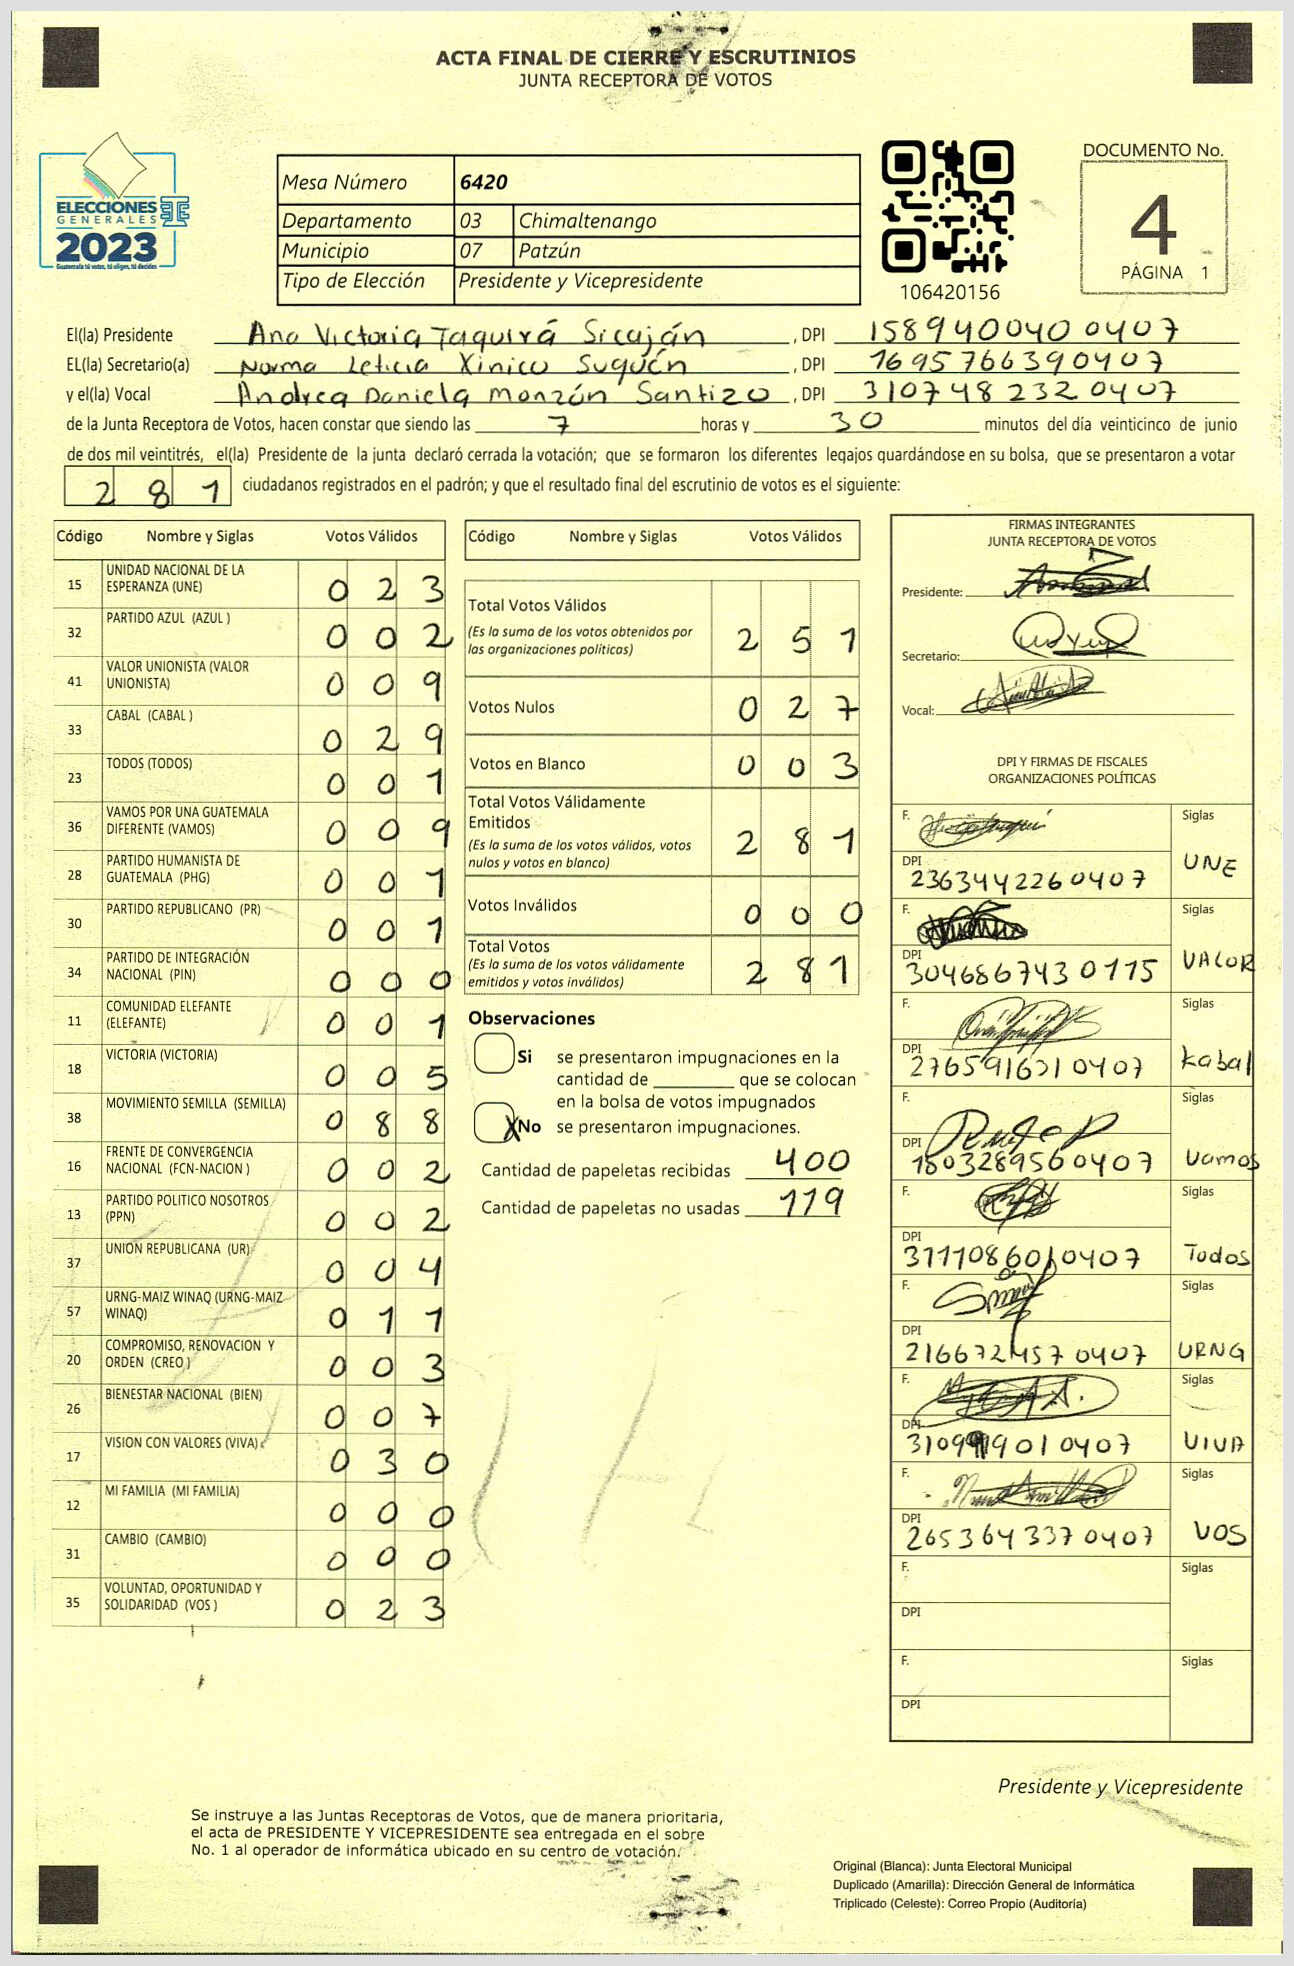 ACTA FINAL DE CIERRE Y ESCRUTINIOS
JUNTA RECEPTORA DE VOTOS
ELECCIONES
GENERALES
2023
Guatemala tú votas, tú eliges, tú decides
Mesa Número 6420
Departamento 03 Chimaltenango
Municipio 07 Patzún
Tipo de Elección Presidente y Vicepresidente
106420156
DOCUMENTO No.
4
PÁGINA 1
El(la) Presidente Ana Victoria Taquirá Sicaján, DPI 158940040 0407
EL(la) Secretario(a) Norma Leticia Xinico Suquén, DPI 1695766390407
y el(la) Vocal Andrea Daniela Monzón Santizo, DPI 310748232 0407
de la Junta Receptora de Votos, hacen constar que siendo las 7 horas y 30 minutos del día veinticinco de junio
de dos mil veintitrés, el(la) Presidente de la junta declaró cerrada la votación; que se formaron los diferentes legajos quardándose en su bolsa, que se presentaron a votar
281 ciudadanos registrados en el padrón; y que el resultado final del escrutinio de votos es el siguiente:
Código Nombre y Siglas Votos Válidos
15 UNIDAD NACIONAL DE LA ESPERANZA (UNE) 0 2 3
32 PARTIDO AZUL (AZUL ) 0 0 2
41 VALOR UNIONISTA (VALOR UNIONISTA) 0 0 9
33 CABAL (CABAL ) 0 2 9
23 TODOS (TODOS) 0 0 1
36 VAMOS POR UNA GUATEMALA DIFERENTE (VAMOS) 0 0 9
28 PARTIDO HUMANISTA DE GUATEMALA (PHG) 0 0 1
30 PARTIDO REPUBLICANO (PR) 0 0 1
34 PARTIDO DE INTEGRACIÓN NACIONAL (PIN) 0 0 0
11 COMUNIDAD ELEFANTE (ELEFANTE) 0 0 1
18 VICTORIA (VICTORIA) 0 0 5
38 MOVIMIENTO SEMILLA (SEMILLA) 0 8 8
16 FRENTE DE CONVERGENCIA NACIONAL (FCN-NACION ) 0 0 2
13 PARTIDO POLITICO NOSOTROS (PPN) 0 0 2
37 UNION REPUBLICANA (UR) 0 0 4
57 URNG-MAIZ WINAQ (URNG-MAIZ WINAQ) 0 1 1
20 COMPROMISO, RENOVACION Y ORDEN (CREO ) 0 0 3
26 BIENESTAR NACIONAL (BIEN) 0 0 7
17 VISION CON VALORES (VIVA) 0 3 0
12 MI FAMILIA (MI FAMILIA) 0 0 0
31 CAMBIO (CAMBIO) 0 0 0
35 VOLUNTAD, OPORTUNIDAD Y SOLIDARIDAD (VOS ) 0 2 3
Código Nombre y Siglas Votos Válidos
Total Votos Válidos 2 5 1
(Es la suma de los votos obtenidos por
las organizaciones políticas)
Votos Nulos 0 2 7
Votos en Blanco 0 0 3
Total Votos Válidamente
Emitidos 2 8 1
(Es la suma de los votos válidos, votos
nulos y votos en blanco)
Votos Inválidos 0 0 0
Total Votos 2 8 1
(Es la suma de los votos válidamente
emitidos y votos inválidos)
Observaciones
Si se presentaron impugnaciones en la
cantidad de ________ que se colocan
en la bolsa de votos impugnados
X No se presentaron impugnaciones.
Cantidad de papeletas recibidas 400
Cantidad de papeletas no usadas 119
FIRMAS INTEGRANTES
JUNTA RECEPTORA DE VOTOS
Presidente:
Secretario:
Vocal:
DPI Y FIRMAS DE FISCALES
ORGANIZACIONES POLÍTICAS
F. Siglas
DPI 2363442260407 UNE
F. Siglas
DPI 3046867430115 VALOR
F. Siglas
DPI kabal
F. Siglas
DPI 1803289560407 Vamos
F. Siglas
DPI 3111086010407 Todos
F. Siglas
DPI 2166724570407 URNG
F. Siglas
DPI VIVA
F. Siglas
DPI 2653643370407 VOS
F. Siglas
DPI
F. Siglas
DPI
Presidente y Vicepresidente
Se instruye a las Juntas Receptoras de Votos, que de manera prioritaria,
el acta de PRESIDENTE Y VICEPRESIDENTE sea entregada en el sobre
No. 1 al operador de informática ubicado en su centro de votación.
Original (Blanca): Junta Electoral Municipal
Duplicado (Amarilla): Dirección General de Informática
Triplicado (Celeste): Correo Propio (Auditoría)